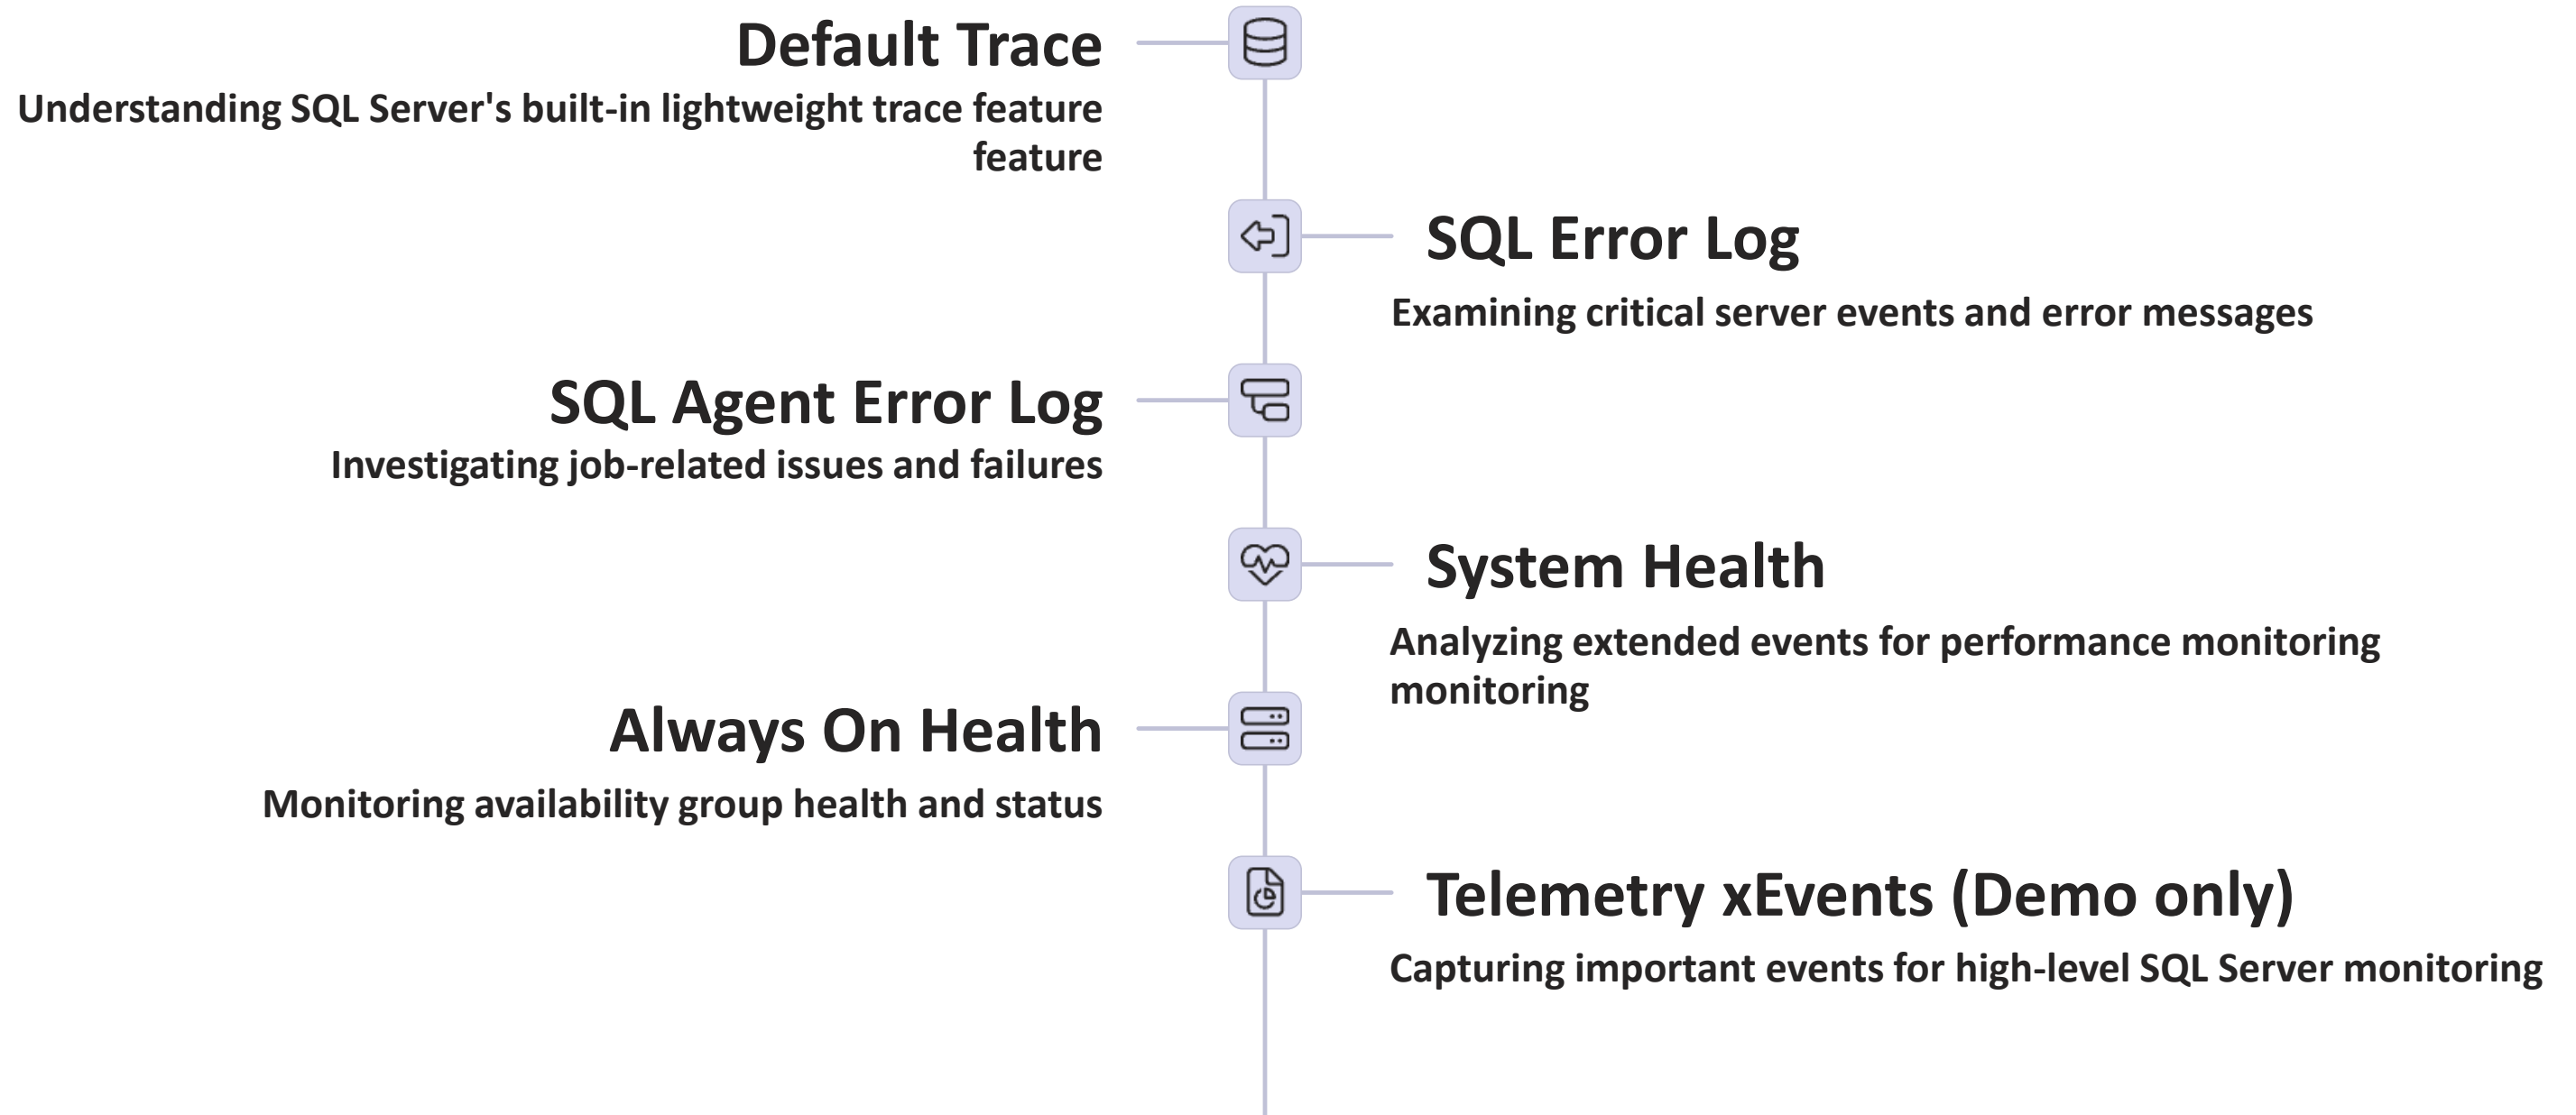 Default Trace
Understanding SQL Server's built-in lightweight trace feature
feature
SQL Error Log
Examining critical server events and error messages
SQL Agent Error Log
Investigating job-related issues and failures
System Health
Analyzing extended events for performance monitoring
monitoring
Always On Health
Monitoring availability group health and status
Telemetry xEvents (Demo only)
Capturing important events for high-level SQL Server monitoring